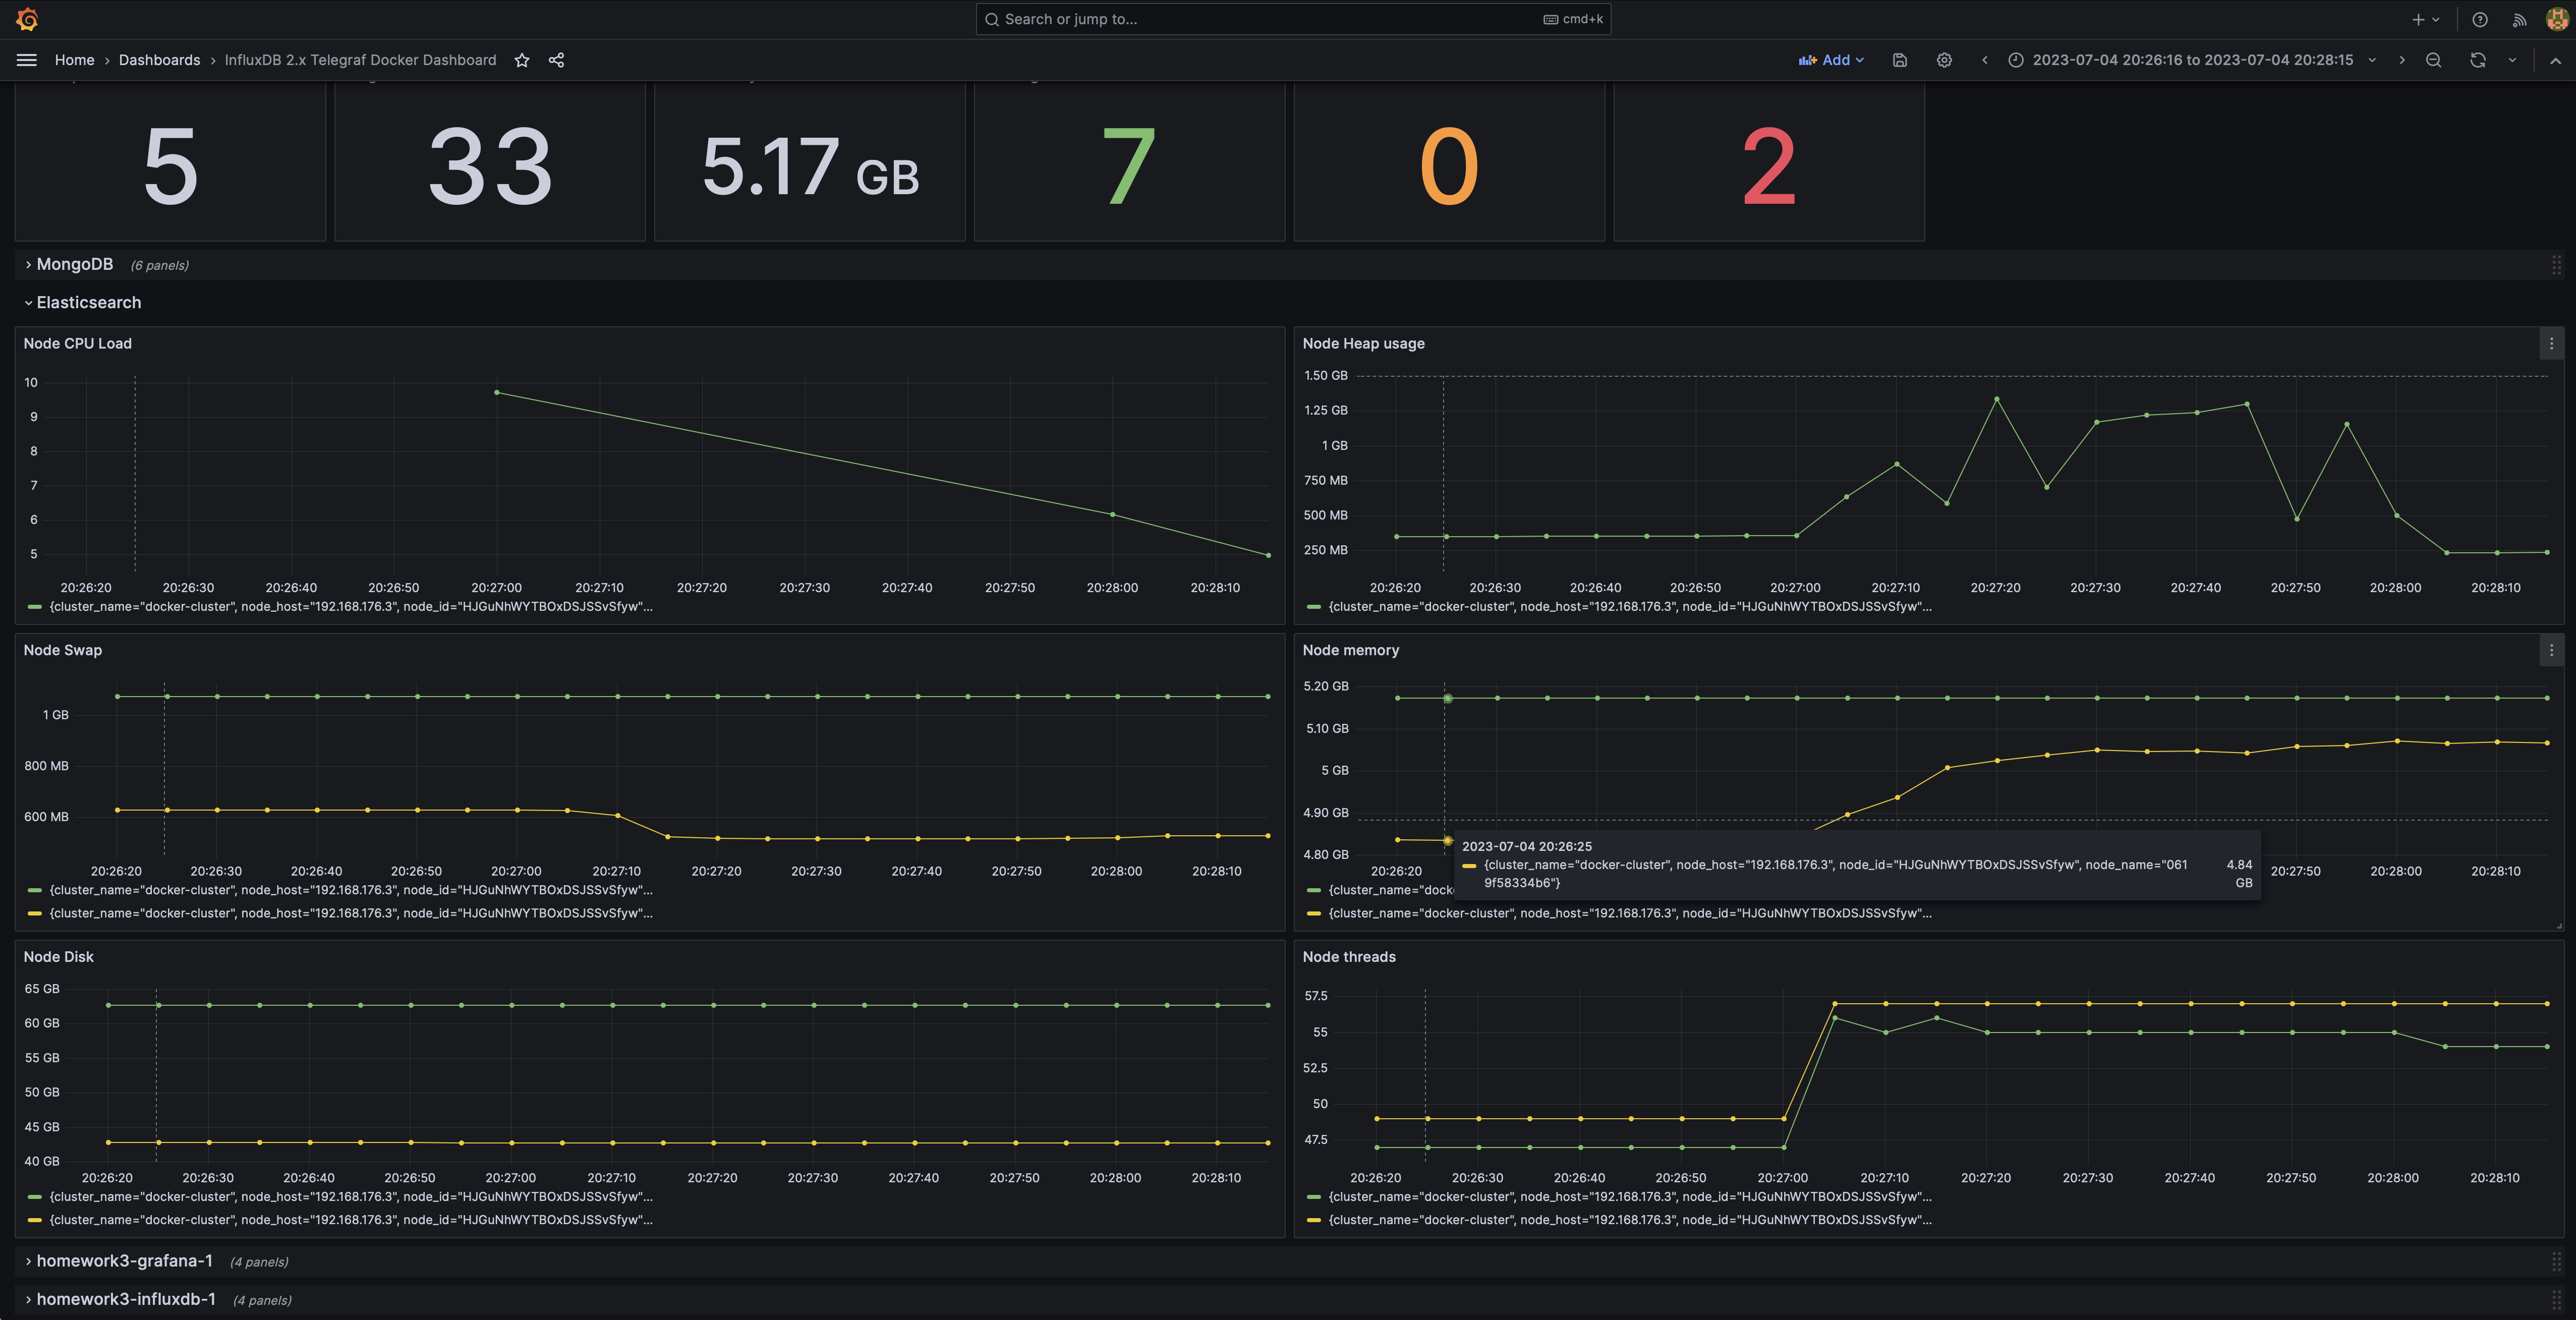 Search or jump to...
cmd+k
Home › Dashboards › InfluxDB 2.x Telegraf Docker Dashboard
Add
2023-07-04 20:26:16 to 2023-07-04 20:28:15
5
33
5.17 GB
7
0
2
MongoDB (6 panels)
Elasticsearch
Node CPU Load
10
9
8
7
6
5
20:26:20 20:26:30 20:26:40 20:26:50 20:27:00 20:27:10 20:27:20 20:27:30 20:27:40 20:27:50 20:28:00 20:28:10
{cluster_name="docker-cluster", node_host="192.168.176.3", node_id="HJGuNhWYTBOxDSJSSvSfyw"...
Node Heap usage
1.50 GB
1.25 GB
1 GB
750 MB
500 MB
250 MB
20:26:20 20:26:30 20:26:40 20:26:50 20:27:00 20:27:10 20:27:20 20:27:30 20:27:40 20:27:50 20:28:00 20:28:10
{cluster_name="docker-cluster", node_host="192.168.176.3", node_id="HJGuNhWYTBOxDSJSSvSfyw"...
Node Swap
1 GB
800 MB
600 MB
20:26:20 20:26:30 20:26:40 20:26:50 20:27:00 20:27:10 20:27:20 20:27:30 20:27:40 20:27:50 20:28:00 20:28:10
{cluster_name="docker-cluster", node_host="192.168.176.3", node_id="HJGuNhWYTBOxDSJSSvSfyw"...
{cluster_name="docker-cluster", node_host="192.168.176.3", node_id="HJGuNhWYTBOxDSJSSvSfyw"...
Node memory
5.20 GB
5.10 GB
5 GB
4.90 GB
4.80 GB
2023-07-04 20:26:25
{cluster_name="docker-cluster", node_host="192.168.176.3", node_id="HJGuNhWYTBOxDSJSSvSfyw", node_name="061 4.84
9f58334b6"} GB
20:26:20 20:27:50 20:28:00 20:28:10
{cluster_name="dock
{cluster_name="docker-cluster", node_host="192.168.176.3", node_id="HJGuNhWYTBOxDSJSSvSfyw"...
Node Disk
65 GB
60 GB
55 GB
50 GB
45 GB
40 GB
20:26:20 20:26:30 20:26:40 20:26:50 20:27:00 20:27:10 20:27:20 20:27:30 20:27:40 20:27:50 20:28:00 20:28:10
{cluster_name="docker-cluster", node_host="192.168.176.3", node_id="HJGuNhWYTBOxDSJSSvSfyw"...
{cluster_name="docker-cluster", node_host="192.168.176.3", node_id="HJGuNhWYTBOxDSJSSvSfyw"...
Node threads
57.5
55
52.5
50
47.5
20:26:20 20:26:30 20:26:40 20:26:50 20:27:00 20:27:10 20:27:20 20:27:30 20:27:40 20:27:50 20:28:00 20:28:10
{cluster_name="docker-cluster", node_host="192.168.176.3", node_id="HJGuNhWYTBOxDSJSSvSfyw"...
{cluster_name="docker-cluster", node_host="192.168.176.3", node_id="HJGuNhWYTBOxDSJSSvSfyw"...
homework3-grafana-1 (4 panels)
homework3-influxdb-1 (4 panels)